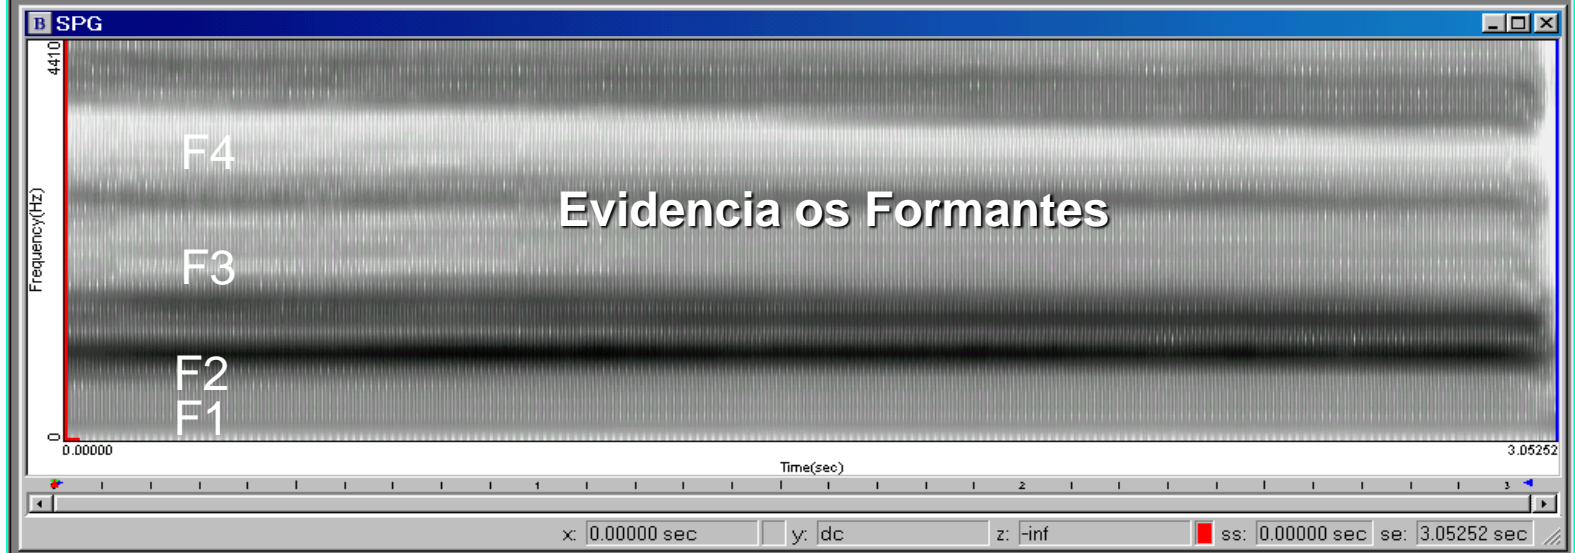 B SPG
4410
F4
Evidencia os Formantes
Frequency(Hz)
F3
F2
F1
0
0.00000
3.05252
Time(sec)
1 2 3
x: 0.00000 sec y: dc z: -inf ss: 0.00000 sec se: 3.05252 sec